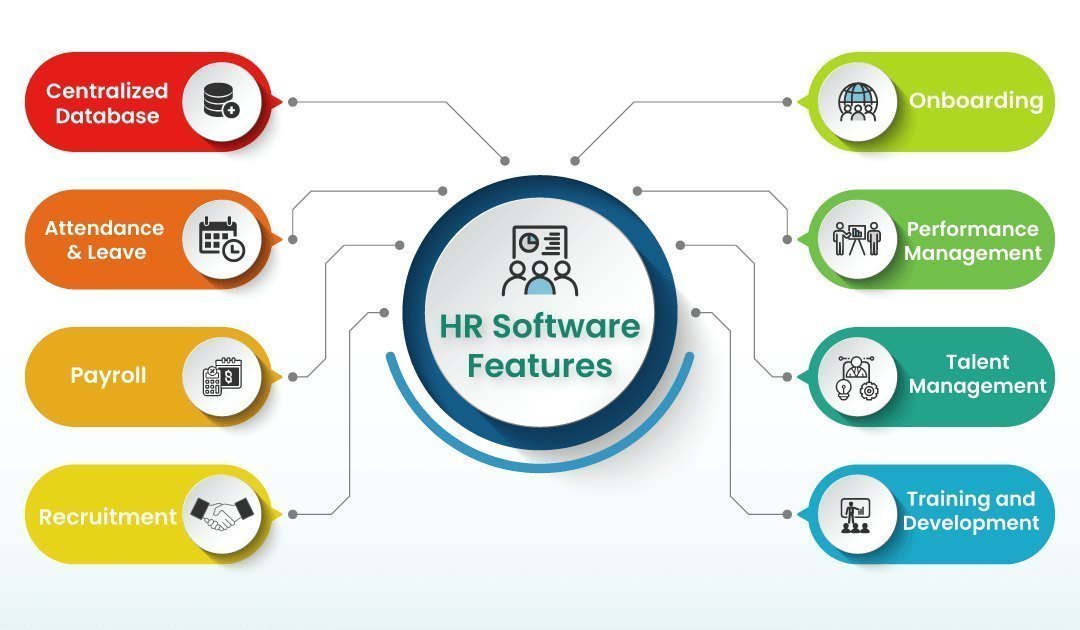 Centralized
Database
Attendance
& Leave
Payroll
Recruitment
HR Software
Features
Onboarding
Performance
Management
Talent
Management
Training and
Development